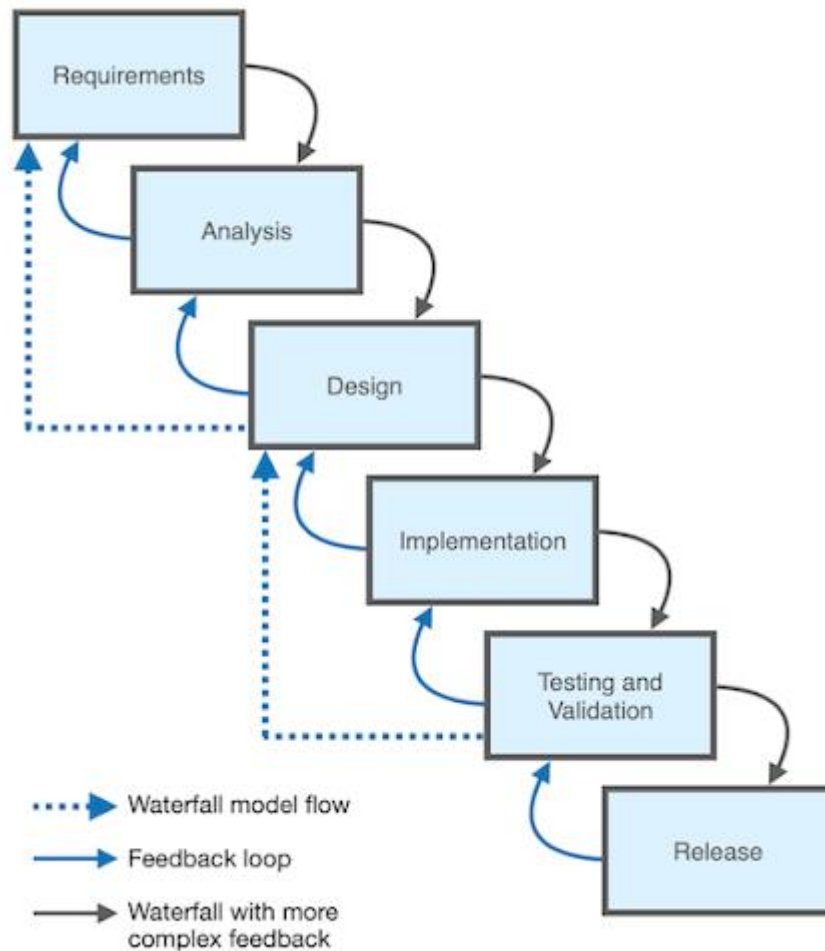 Requirements
Analysis
Design
Implementation
Testing and
Validation
Release
Waterfall model flow
Feedback loop
Waterfall with more
complex feedback